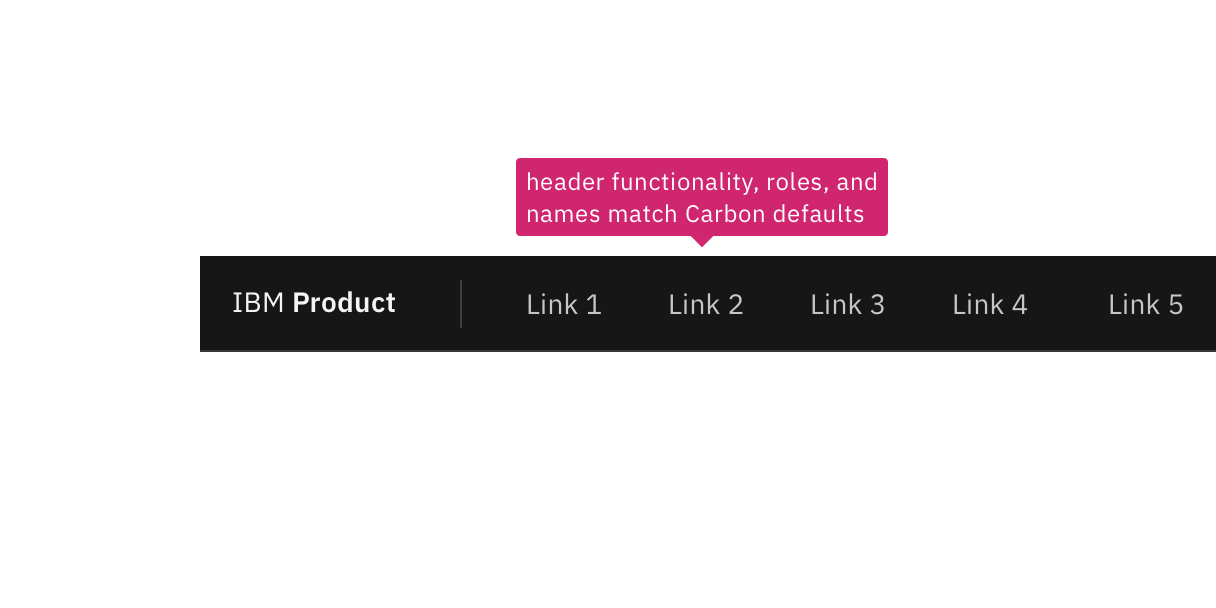 header functionality, roles, and
names match Carbon defaults
IBM Product
Link 1
Link 2
Link 3
Link 4
Link 5